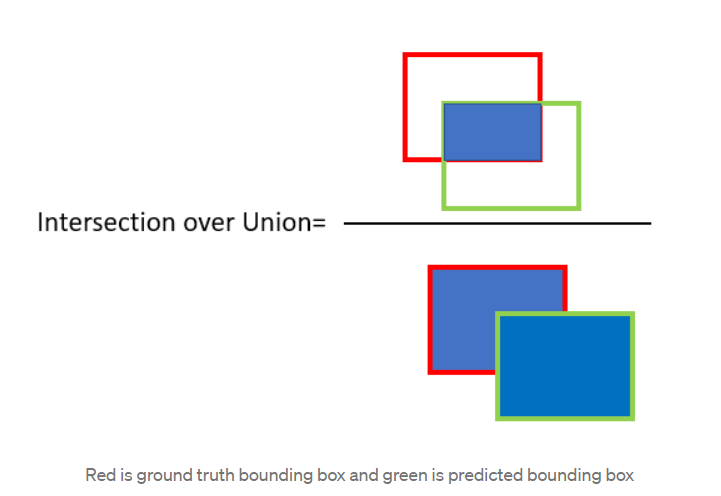 Intersection over Union=
Red is ground truth bounding box and green is predicted bounding box